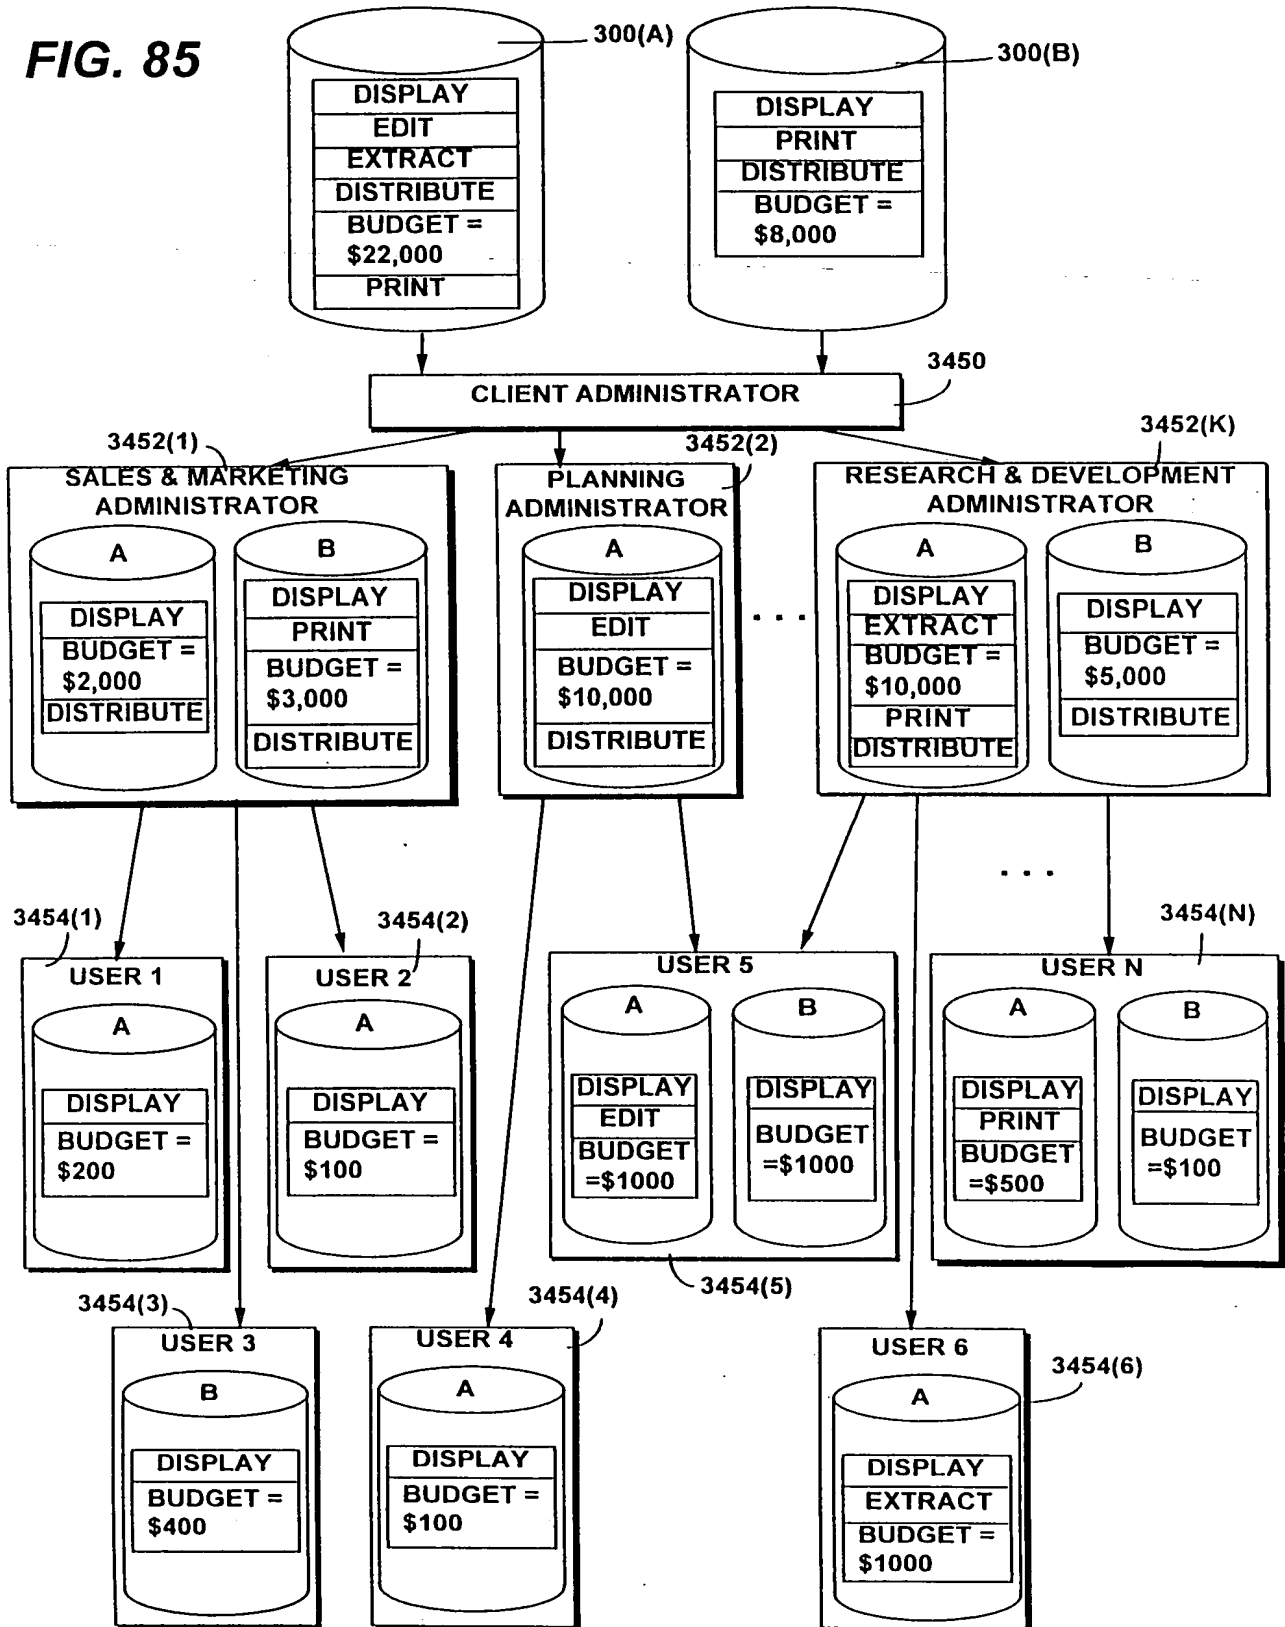 FIG. 85
300(A)
DISPLAY
EDIT
EXTRACT
DISTRIBUTE
BUDGET =
$22,000
PRINT
300(B)
DISPLAY
PRINT
DISTRIBUTE
BUDGET =
$8,000
CLIENT ADMINISTRATOR
3450
3452(1)
SALES & MARKETING
ADMINISTRATOR
A
DISPLAY
BUDGET =
$2,000
DISTRIBUTE
B
DISPLAY
PRINT
BUDGET =
$3,000
DISTRIBUTE
3452(2)
PLANNING
ADMINISTRATOR
A
DISPLAY
EDIT
BUDGET =
$10,000
DISTRIBUTE
. . .
3452(K)
RESEARCH & DEVELOPMENT
ADMINISTRATOR
A
DISPLAY
EXTRACT
BUDGET =
$10,000
PRINT
DISTRIBUTE
B
DISPLAY
BUDGET =
$5,000
DISTRIBUTE
. . .
3454(1)
USER 1
A
DISPLAY
BUDGET =
$200
3454(2)
USER 2
A
DISPLAY
BUDGET =
$100
USER 5
A
DISPLAY
EDIT
BUDGET
=$1000
B
DISPLAY
BUDGET
=$1000
3454(5)
3454(N)
USER N
A
DISPLAY
PRINT
BUDGET
=$500
B
DISPLAY
BUDGET
=$100
3454(3)
USER 3
B
DISPLAY
BUDGET =
$400
3454(4)
USER 4
A
DISPLAY
BUDGET =
$100
3454(6)
USER 6
A
DISPLAY
EXTRACT
BUDGET =
$1000